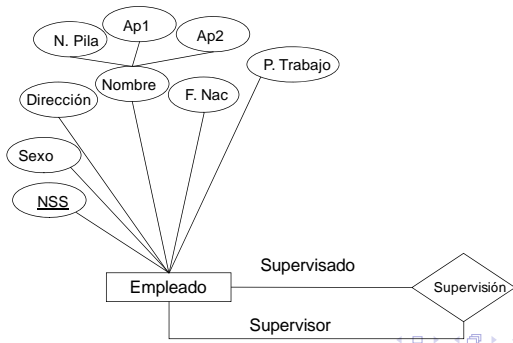 N. Pila
Ap1
Ap2
Nombre
P. Trabajo
Dirección
F. Nac
Sexo
NSS
Supervisado
Empleado
Supervisión
Supervisor